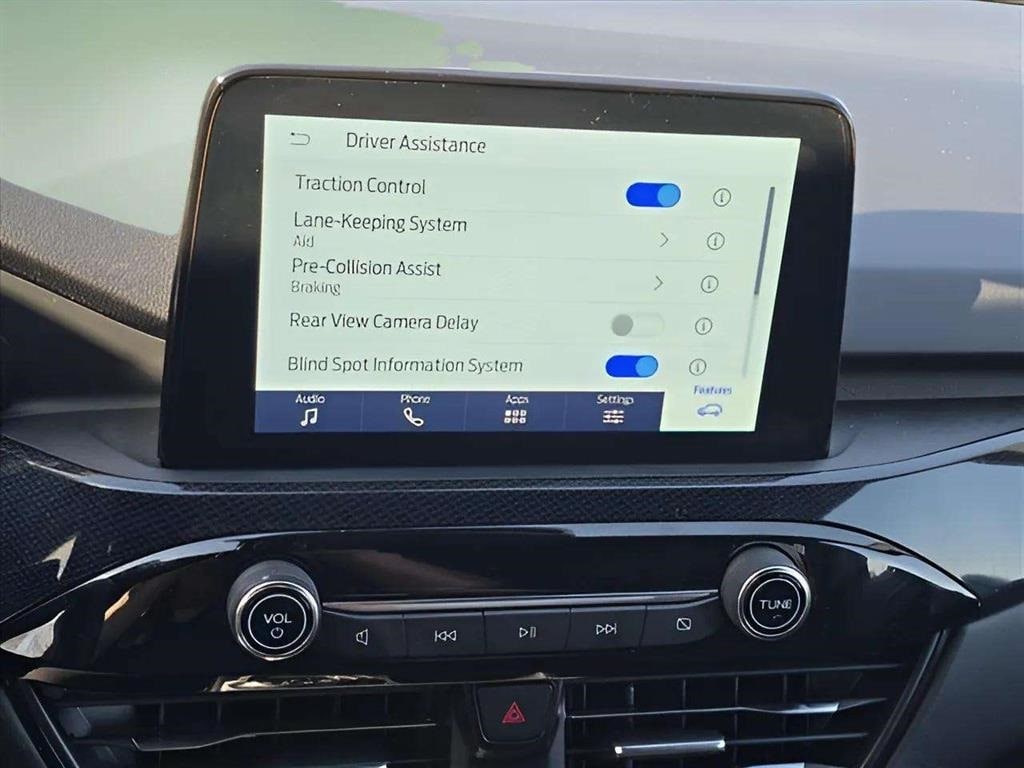 Driver Assistance
Traction Control
Lane-Keeping System
Aid
Pre-Collision Assist
Braking
Rear View Camera Delay
Blind Spot Information System
Audio Phone Apps Settings Features
VOL TUNE